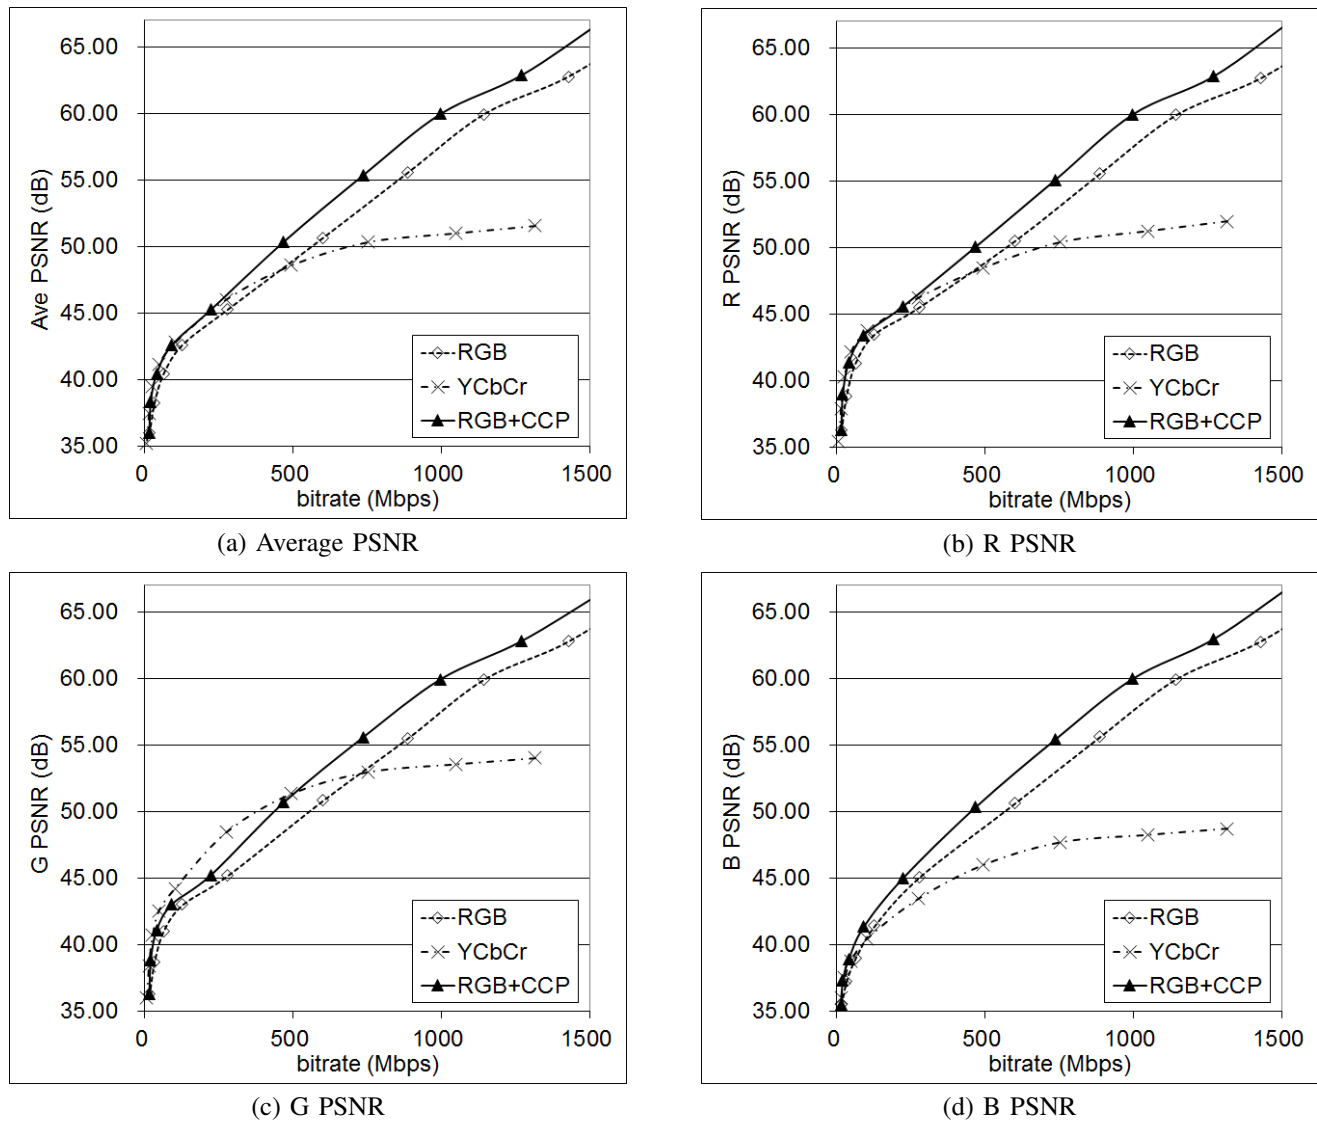 65.00
60.00
55.00
50.00
45.00
40.00
35.00
Ave PSNR (dB)
RGB
YCbCr
RGB+CCP
0 500 1000 1500
bitrate (Mbps)
(a) Average PSNR
65.00
60.00
55.00
50.00
45.00
40.00
35.00
R PSNR (dB)
RGB
YCbCr
RGB+CCP
0 500 1000 1500
bitrate (Mbps)
(b) R PSNR
65.00
60.00
55.00
50.00
45.00
40.00
35.00
G PSNR (dB)
RGB
YCbCr
RGB+CCP
0 500 1000 1500
bitrate (Mbps)
(c) G PSNR
65.00
60.00
55.00
50.00
45.00
40.00
35.00
B PSNR (dB)
RGB
YCbCr
RGB+CCP
0 500 1000 1500
bitrate (Mbps)
(d) B PSNR